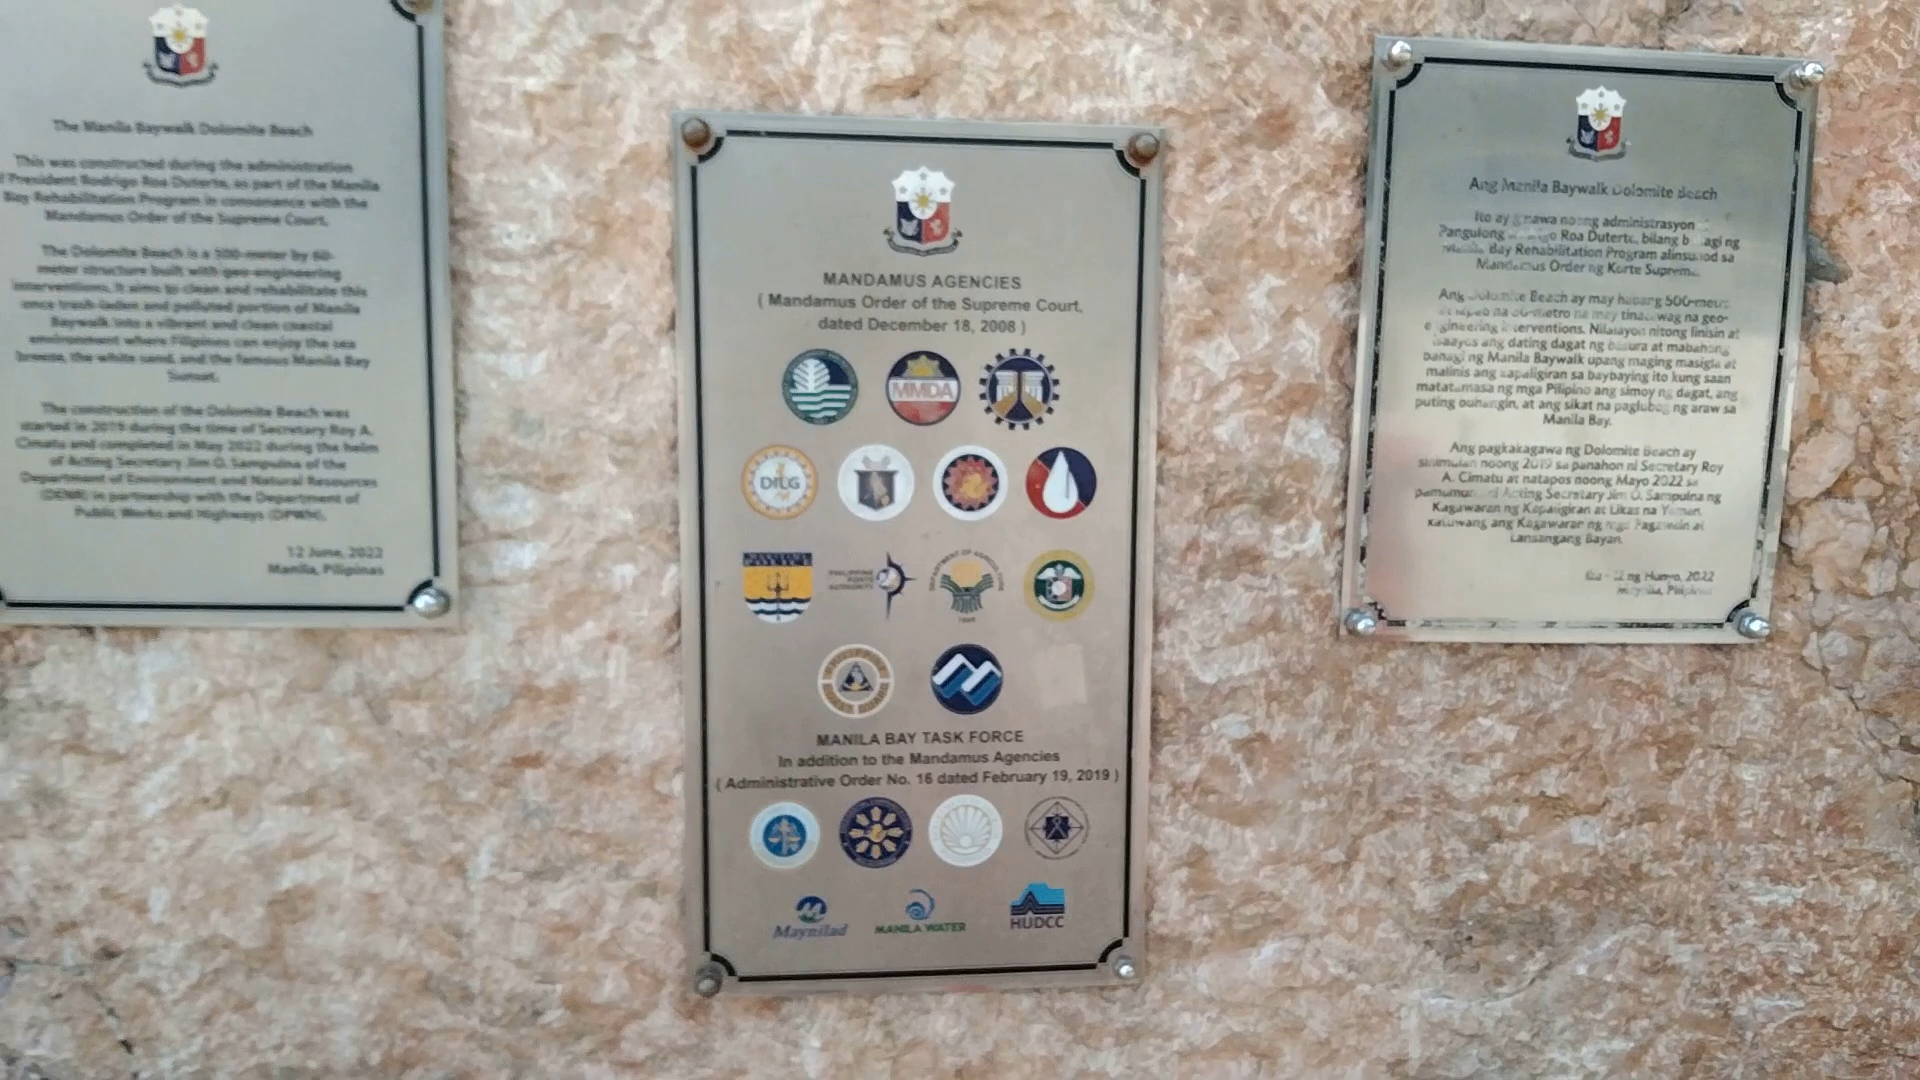 The Manila Baywalk Dolomite Beach
This was constructed during the administration
President Rodrigo Roa Duterte, as part of the Manila
Bay Rehabilitation Program in consonance with the
Mandamus Order of the Supreme Court.
The Dolomite Beach is a 500-meter by 60-
meter structure built with geo-engineering
interventions. It aims to clean and rehabilitate this
once trash-laden and polluted portion of Manila
Baywalk into a vibrant and clean coastal
environment where Filipinos can enjoy the sea
breeze, the white sand, and the famous Manila Bay
Sunset.
The construction of the Dolomite Beach was
started in 2019 during the time of Secretary Roy A.
Cimatu and completed in May 2022 during the helm
of Acting Secretary Jim O. Sampulna of the
Department of Environment and Natural Resources
(DENR) in partnership with the Department of
Public Works and Highways (DPWH).
12 June, 2022
Manila, Pilipinas
MANDAMUS AGENCIES
( Mandamus Order of the Supreme Court,
dated December 18, 2008 )
MMDA
DILG
MARITIME
POLICE
PHILIPPINE
PORTS
AUTHORITY
DEPARTMENT OF AGRICULTURE
MANILA BAY TASK FORCE
In addition to the Mandamus Agencies
( Administrative Order No. 16 dated February 19, 2019 )
Maynilad
MANILA WATER
HUDCC
Ang Manila Baywalk Dolomite Beach
Ito ay noong administrasyon
Pangulong Roa Duterte, bilang
Manila Bay Rehabilitation Program alinsunod sa
Mandamus Order ng Korte Suprema.
Ang Dolomite Beach ay may habang 500-metro
na may tinatawag na geo-
engineering interventions. Nilalayon nitong linisin at
isaayos ang dating dagat ng basura at mabahong
bahagi ng Manila Baywalk upang maging masigla at
malinis ang kapaligiran sa baybaying ito kung saan
matatamasa ng mga Pilipino ang simoy ng dagat, ang
puting buhangin, at ang sikat na paglubog ng araw sa
Manila Bay.
Ang pagkakagawa ng Dolomite Beach ay
sinimulan noong 2019 sa panahon ni Secretary Roy
A. Cimatu at natapos noong Mayo 2022 sa
Acting Secretary Jim O. Sampulna ng
Kagawaran ng Kapaligiran at Likas na Yaman,
katuwang ang Kagawaran ng mga Pagawain at
Lansangang Bayan.
ng Hunyo, 2022
Maynila, Pilipinas